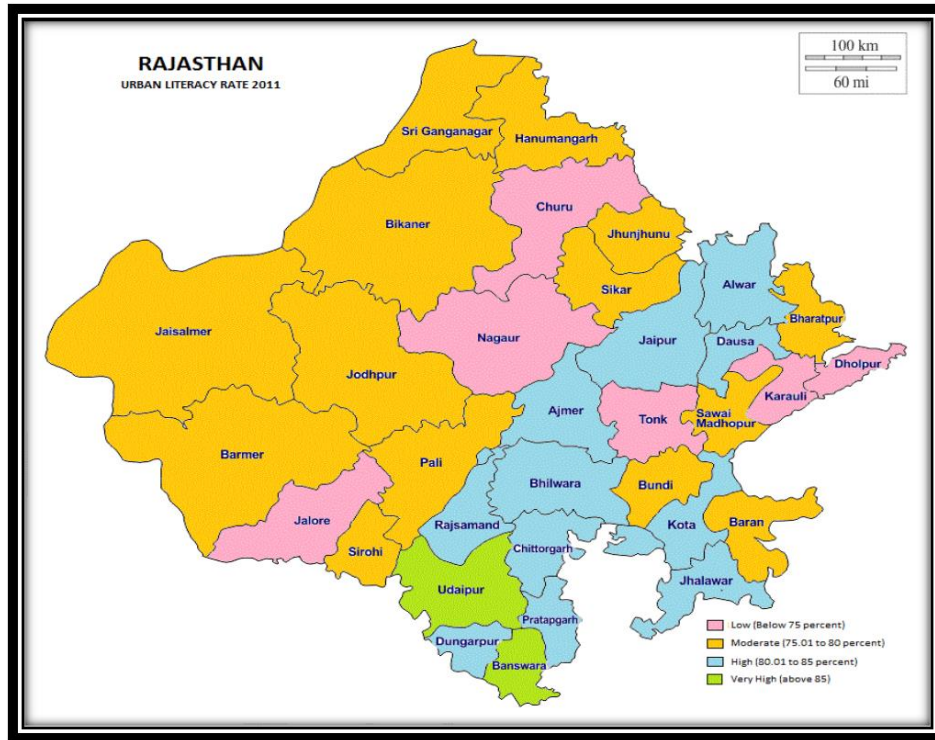 RAJASTHAN
URBAN LITERACY RATE 2011
100 km
60 mi
Sri Ganganagar
Hanumangarh
Churu
Bikaner
Jhunjhunu
Sikar
Alwar
Jaisalmer
Nagaur
Jaipur
Dausa
Bharatpur
Dholpur
Jodhpur
Karauli
Ajmer
Tonk
Sawai
Madhopur
Barmer
Pali
Bhilwara
Bundi
Jalore
Rajsamand
Kota
Baran
Sirohi
Chittorgarh
Udaipur
Jhalawar
Pratapgarh
Dungarpur
Banswara
Low (Below 75 percent)
Moderate (75.01 to 80 percent)
High (80.01 to 85 percent)
Very High (above 85)